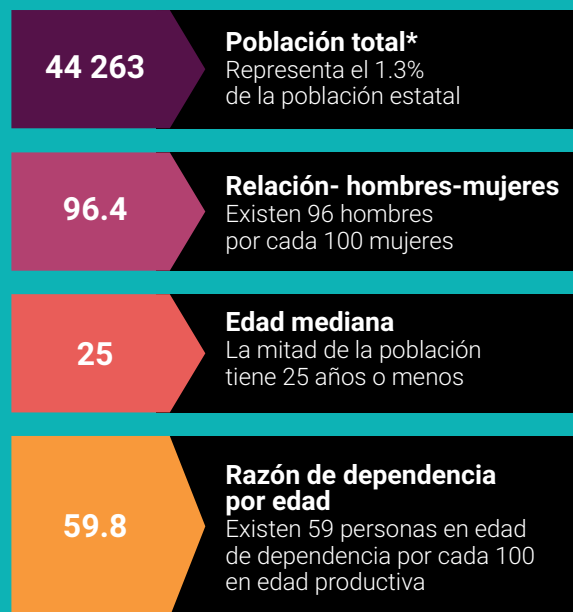 44 263
Población total*
Representa el 1.3%
de la población estatal
96.4
Relación- hombres-mujeres
Existen 96 hombres
por cada 100 mujeres
25
Edad mediana
La mitad de la población
tiene 25 años o menos
59.8
Razón de dependencia
por edad
Existen 59 personas en edad
de dependencia por cada 100
en edad productiva